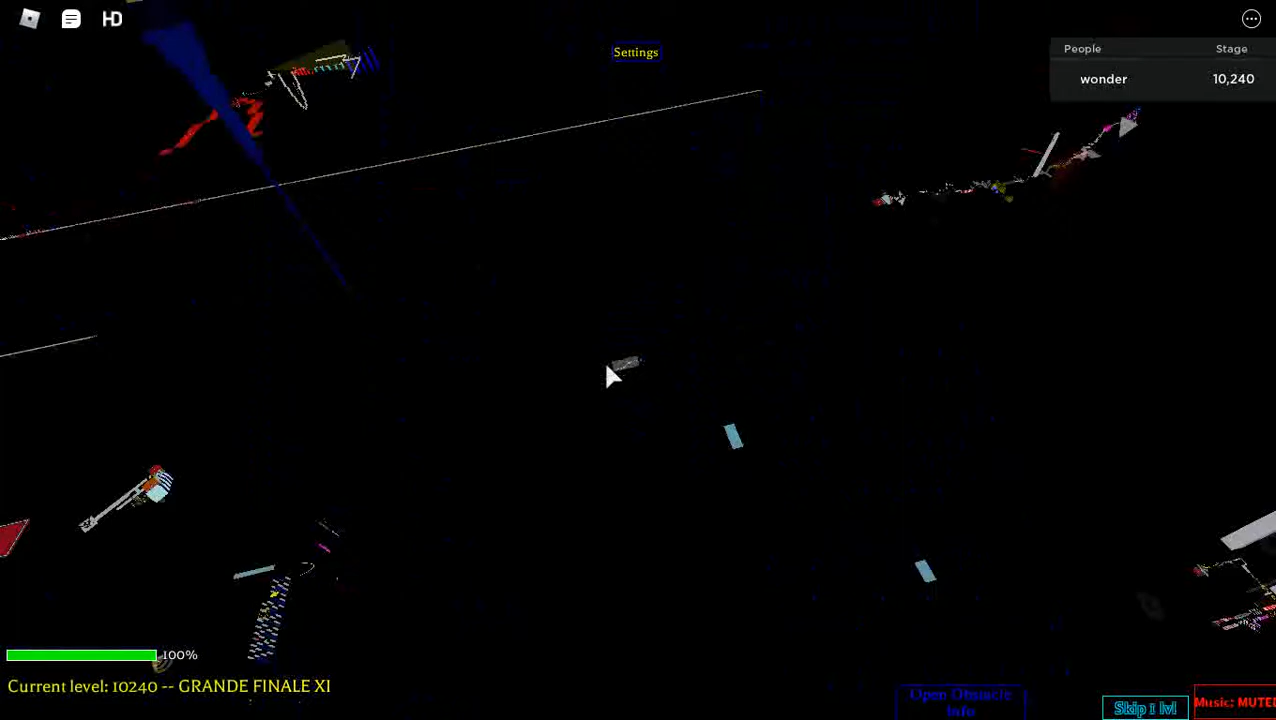 HD
Settings
People Stage
wonder 10,240
100%
Current level: 10240 -- GRANDE FINALE XI
Open Obstacle
Info
Skip 1 lvl
Music: MUTED